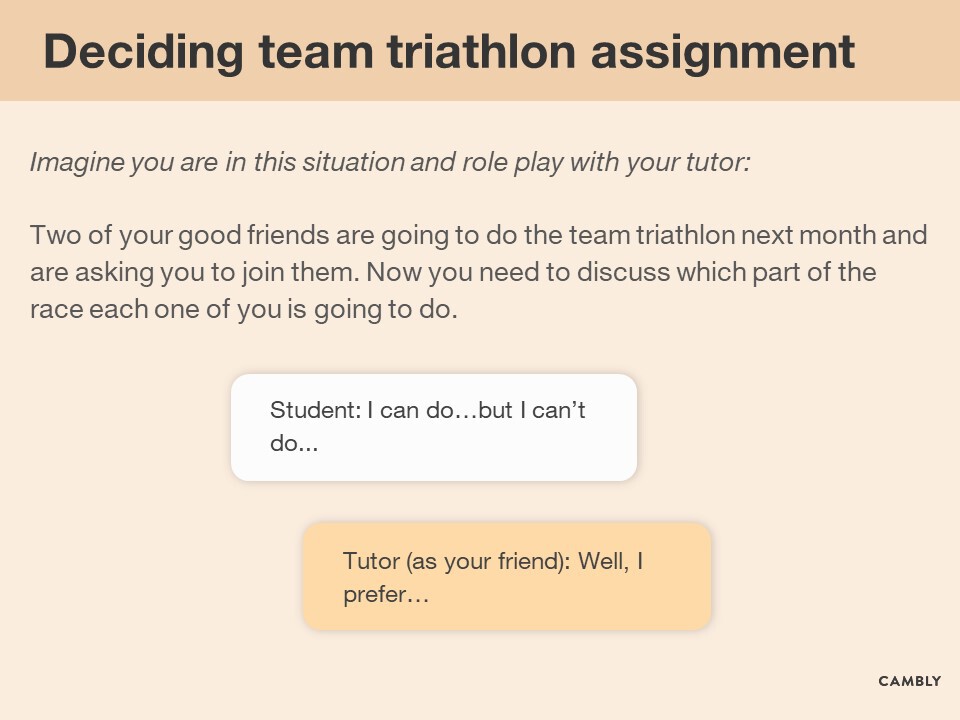 Deciding team triathlon assignment
Imagine you are in this situation and role play with your tutor:
Two of your good friends are going to do the team triathlon next month and
are asking you to join them. Now you need to discuss which part of the
race each one of you is going to do.
Student: I can do…but I can’t
do...
Tutor (as your friend): Well, I
prefer…
CAMBLY